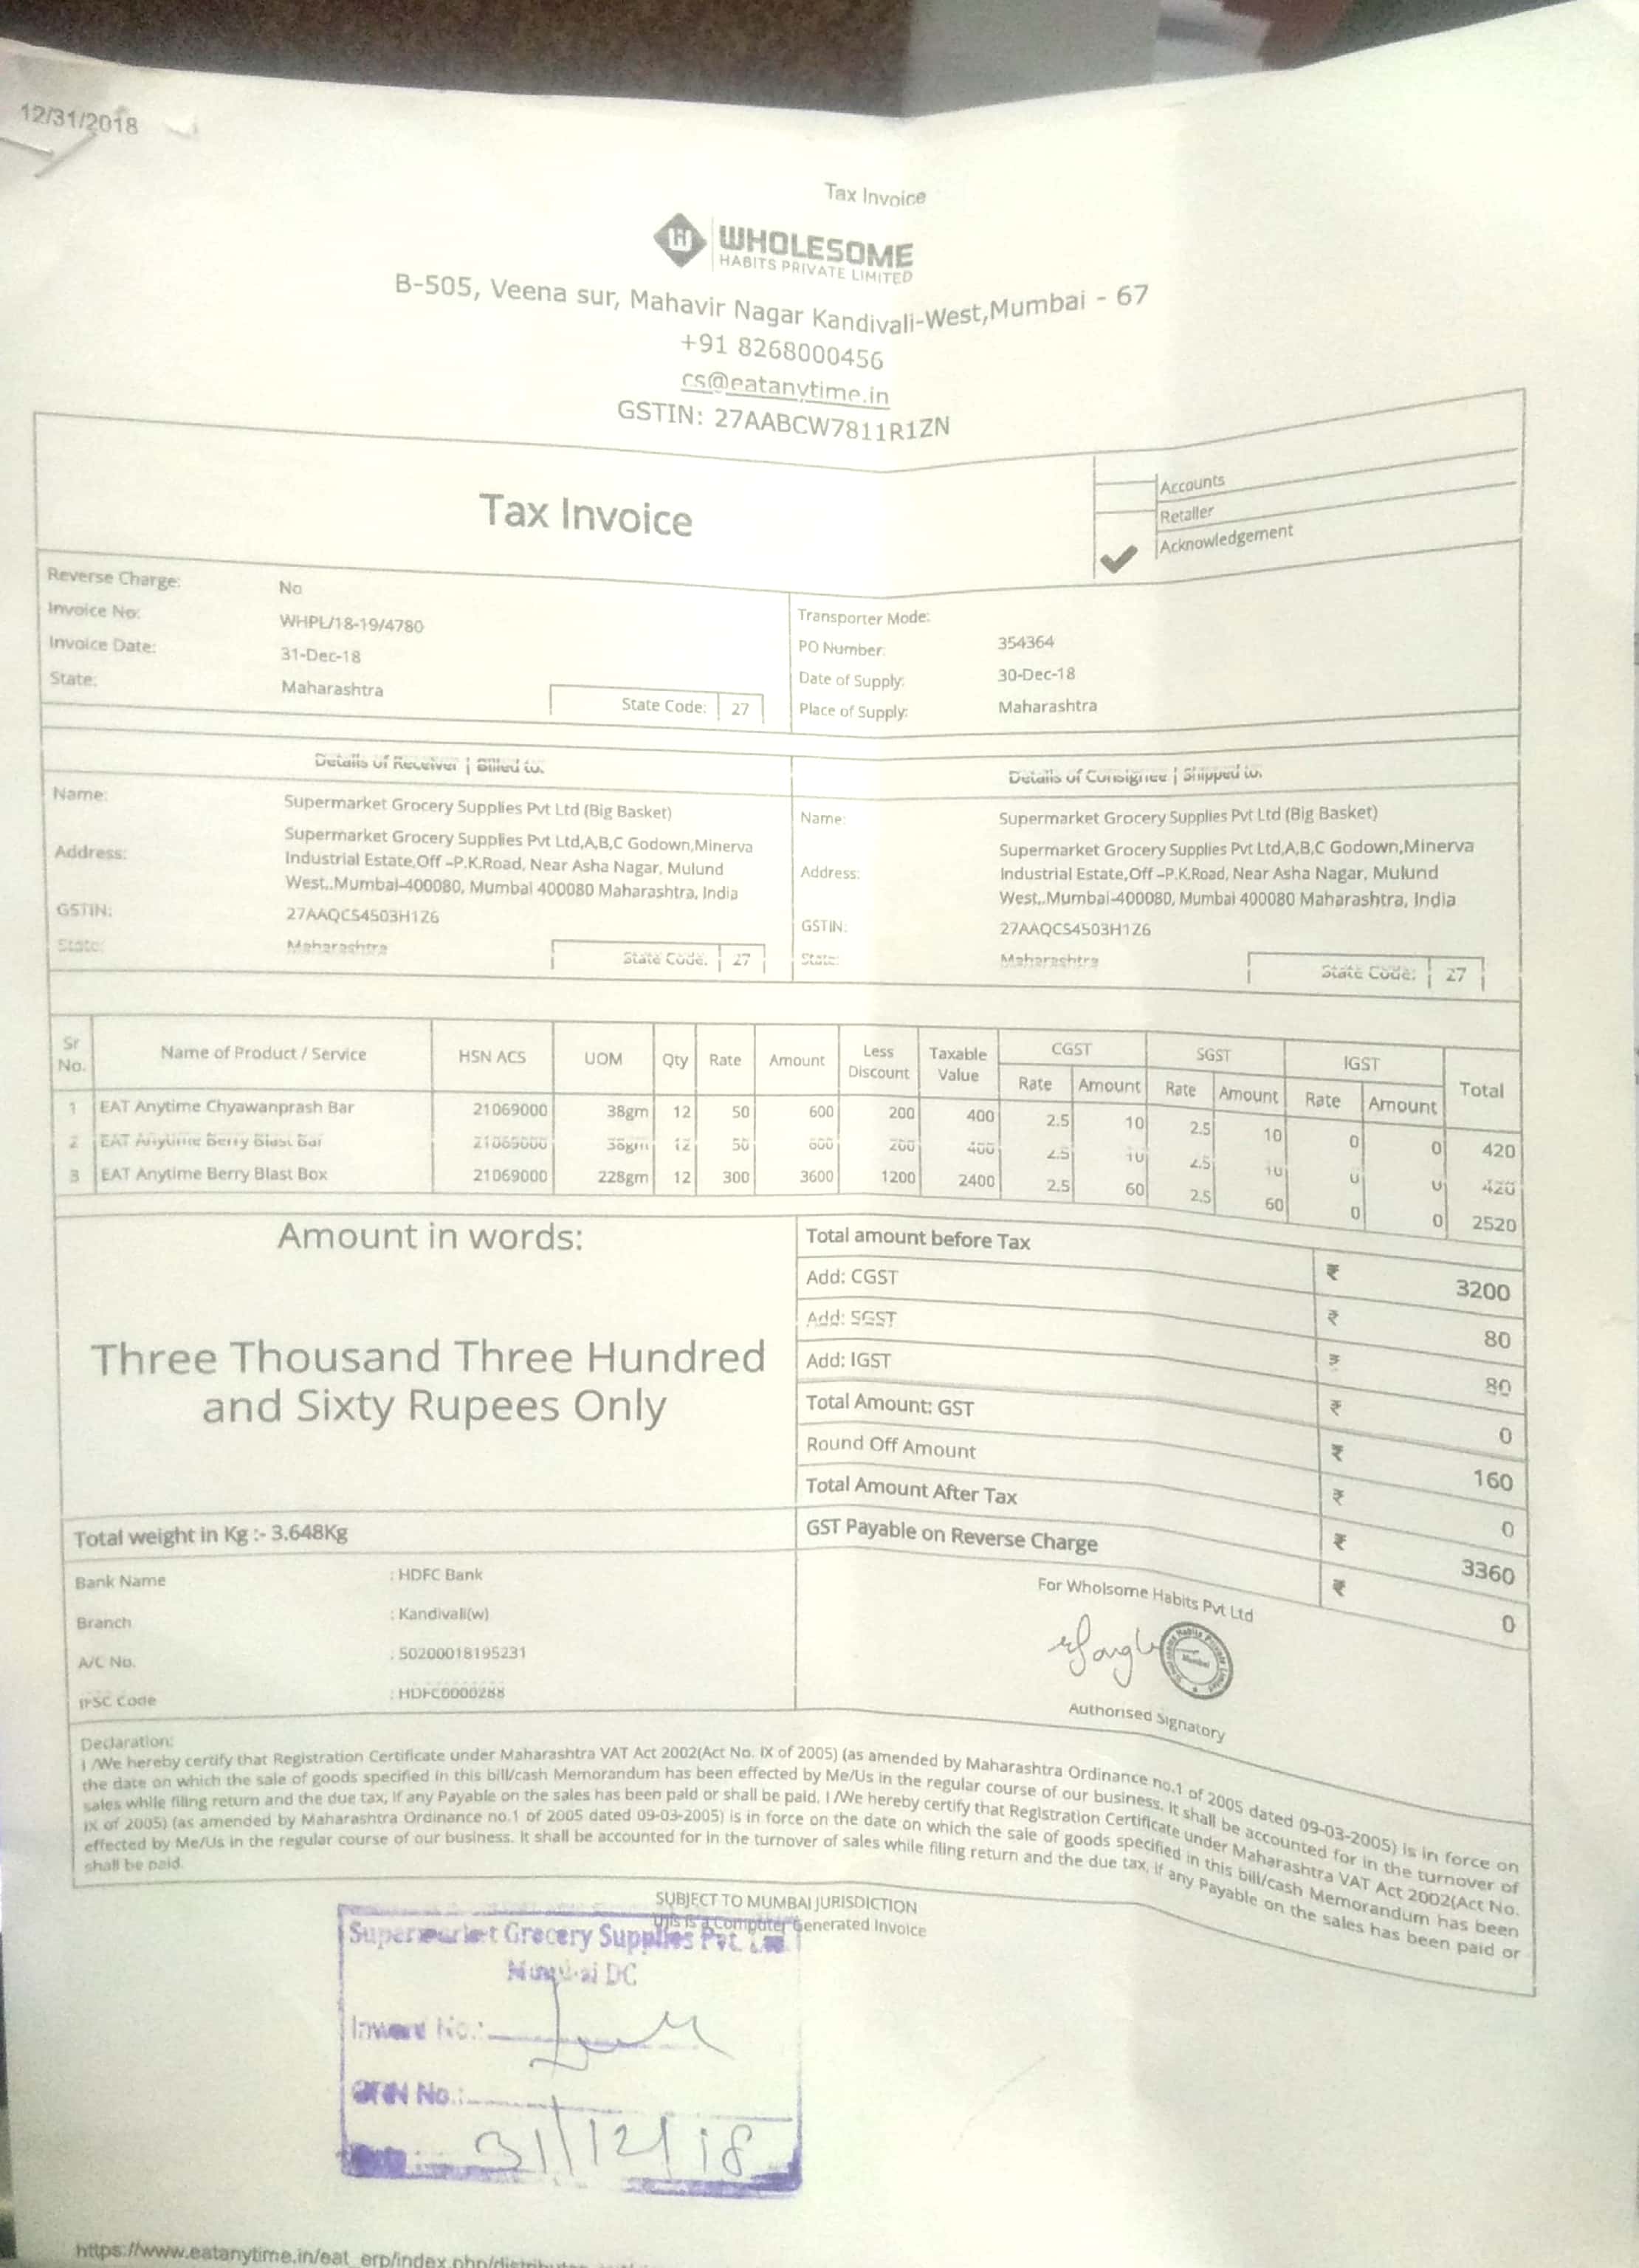 12/31/2018
Tax Invoice
WHOLESOME
HABITS PRIVATE LIMITED
B-505, Veena sur, Mahavir Nagar Kandivali-West,Mumbai - 67
+91 8268000456
cs@eatanytime.in
GSTIN: 27AABCW7811R1ZN
Tax Invoice
Accounts
Retailer
Acknowledgement
Reverse Charge: No
Invoice No: WHPL/18-19/4780
Invoice Date: 31-Dec-18
State: Maharashtra State Code: 27
Transporter Mode:
PO Number: 354364
Date of Supply: 30-Dec-18
Place of Supply: Maharashtra
Details of Receiver | Billed to:
Name: Supermarket Grocery Supplies Pvt Ltd (Big Basket)
Address: Supermarket Grocery Supplies Pvt Ltd,A,B,C Godown,Minerva
Industrial Estate,Off –P.K.Road, Near Asha Nagar, Mulund
West,.Mumbai-400080, Mumbai 400080 Maharashtra, India
GSTIN: 27AAQCS4503H1Z6
State: Maharashtra State Code: 27
Details of Consignee | Shipped to:
Name: Supermarket Grocery Supplies Pvt Ltd (Big Basket)
Address: Supermarket Grocery Supplies Pvt Ltd,A,B,C Godown,Minerva
Industrial Estate,Off –P.K.Road, Near Asha Nagar, Mulund
West,.Mumbai-400080, Mumbai 400080 Maharashtra, India
GSTIN: 27AAQCS4503H1Z6
State: Maharashtra State Code: 27
Sr No. Name of Product / Service HSN ACS UOM Qty Rate Amount Less Discount Taxable Value CGST SGST IGST Total
Rate Amount Rate Amount Rate Amount
1 EAT Anytime Chyawanprash Bar 21069000 38gm 12 50 600 200 400 2.5 10 2.5 10 0 0 420
2 EAT Anytime Berry Blast Bar 21069000 38gm 12 50 600 200 400 2.5 10 2.5 10 0 0 420
3 EAT Anytime Berry Blast Box 21069000 228gm 12 300 3600 1200 2400 2.5 60 2.5 60 0 0 2520
Amount in words:
Three Thousand Three Hundred
and Sixty Rupees Only
Total amount before Tax ₹ 3200
Add: CGST ₹ 80
Add: SGST ₹ 80
Add: IGST ₹ 0
Total Amount: GST ₹ 160
Round Off Amount ₹ 0
Total Amount After Tax ₹ 3360
GST Payable on Reverse Charge ₹ 0
Total weight in Kg :- 3.648Kg
Bank Name : HDFC Bank
Branch : Kandivali(w)
A/C No. : 50200018195231
IFSC Code : HDFC0000288
For Wholsome Habits Pvt Ltd
Authorised Signatory
Declaration:
I /We hereby certify that Registration Certificate under Maharashtra VAT Act 2002(Act No. IX of 2005) (as amended by Maharashtra Ordinance no.1 of 2005 dated 09-03-2005) is in force on
the date on which the sale of goods specified in this bill/cash Memorandum has been effected by Me/Us in the regular course of our business. It shall be accounted for in the turnover of
sales while filing return and the due tax, if any Payable on the sales has been paid or shall be paid. I /We hereby certify that Registration Certificate under Maharashtra VAT Act 2002(Act No.
IX of 2005) (as amended by Maharashtra Ordinance no.1 of 2005 dated 09-03-2005) is in force on the date on which the sale of goods specified in this bill/cash Memorandum has been
effected by Me/Us in the regular course of our business. It shall be accounted for in the turnover of sales while filing return and the due tax, if any Payable on the sales has been paid or
shall be paid.
SUBJECT TO MUMBAI JURISDICTION
This is a Computer Generated Invoice
Supermarket Grocery Supplies Pvt. Ltd.
Mumbai DC
Inward No.:
GRN No.:
31/12/18
https://www.eatanytime.in/eat_erp/index.php/